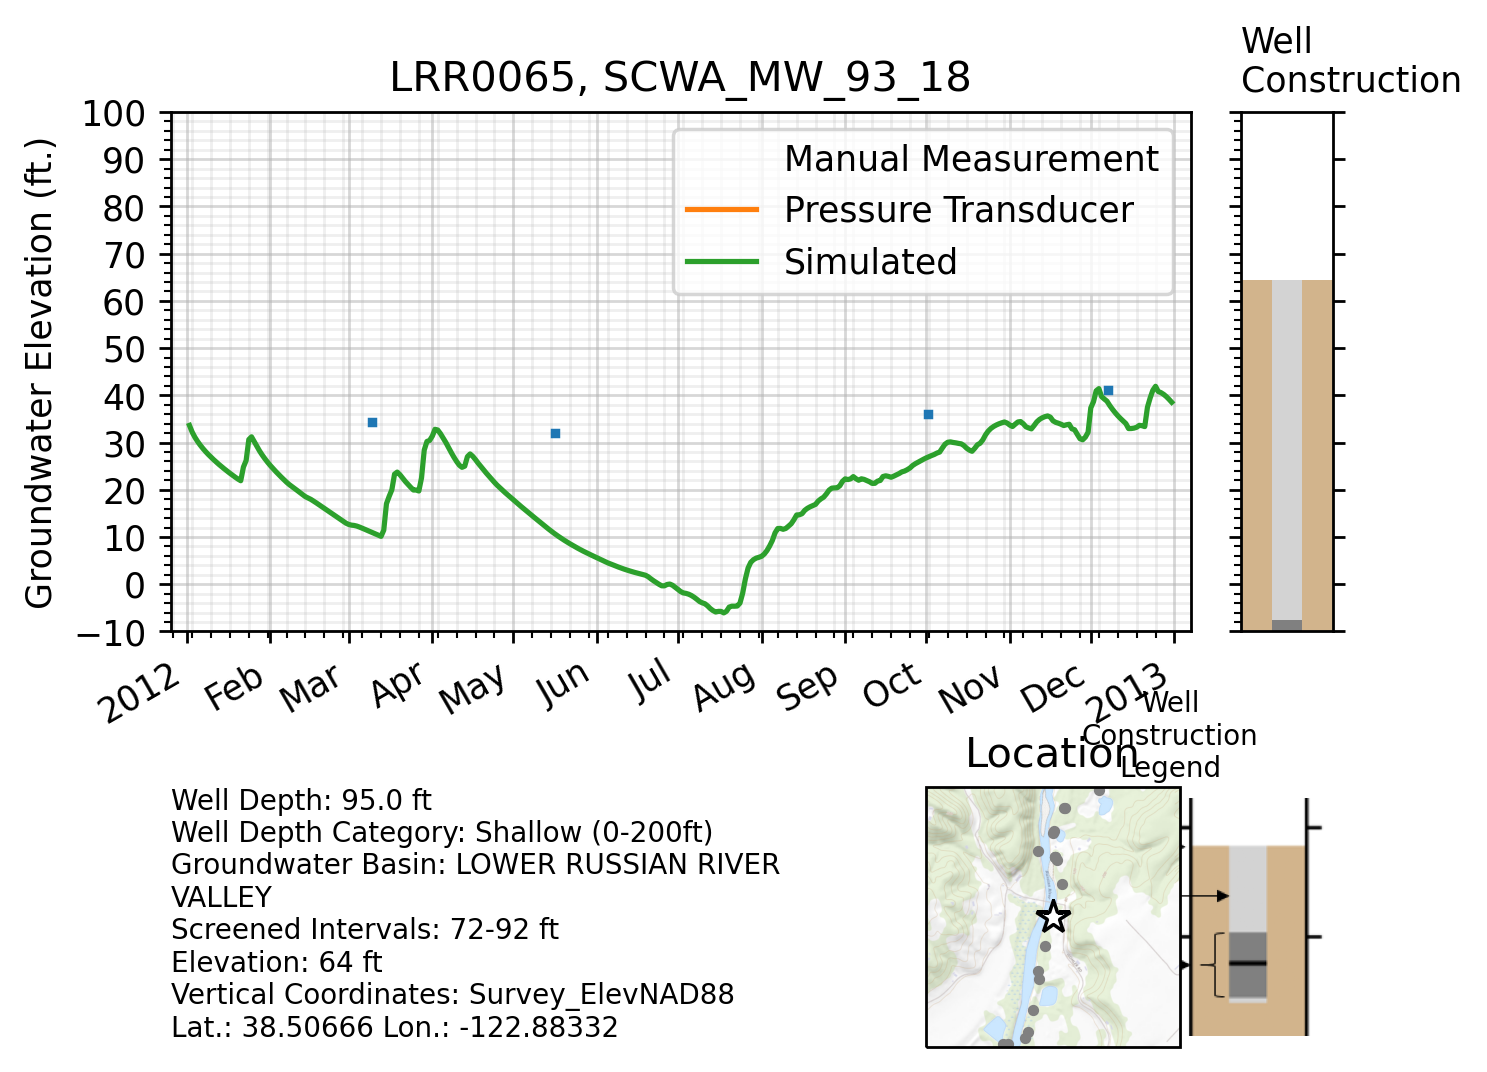 Well
Construction
LRR0065, SCWA_MW_93_18
Groundwater Elevation (ft.)
100
90
80
70
60
50
40
30
20
10
0
−10
Manual Measurement
Pressure Transducer
Simulated
2012
Feb
Mar
Apr
May
Jun
Jul
Aug
Sep
Oct
Nov
Dec
2013
Well Depth: 95.0 ft
Well Depth Category: Shallow (0-200ft)
Groundwater Basin: LOWER RUSSIAN RIVER
VALLEY
Screened Intervals: 72-92 ft
Elevation: 64 ft
Vertical Coordinates: Survey_ElevNAD88
Lat.: 38.50666 Lon.: -122.88332
Location
Well
Construction
Legend